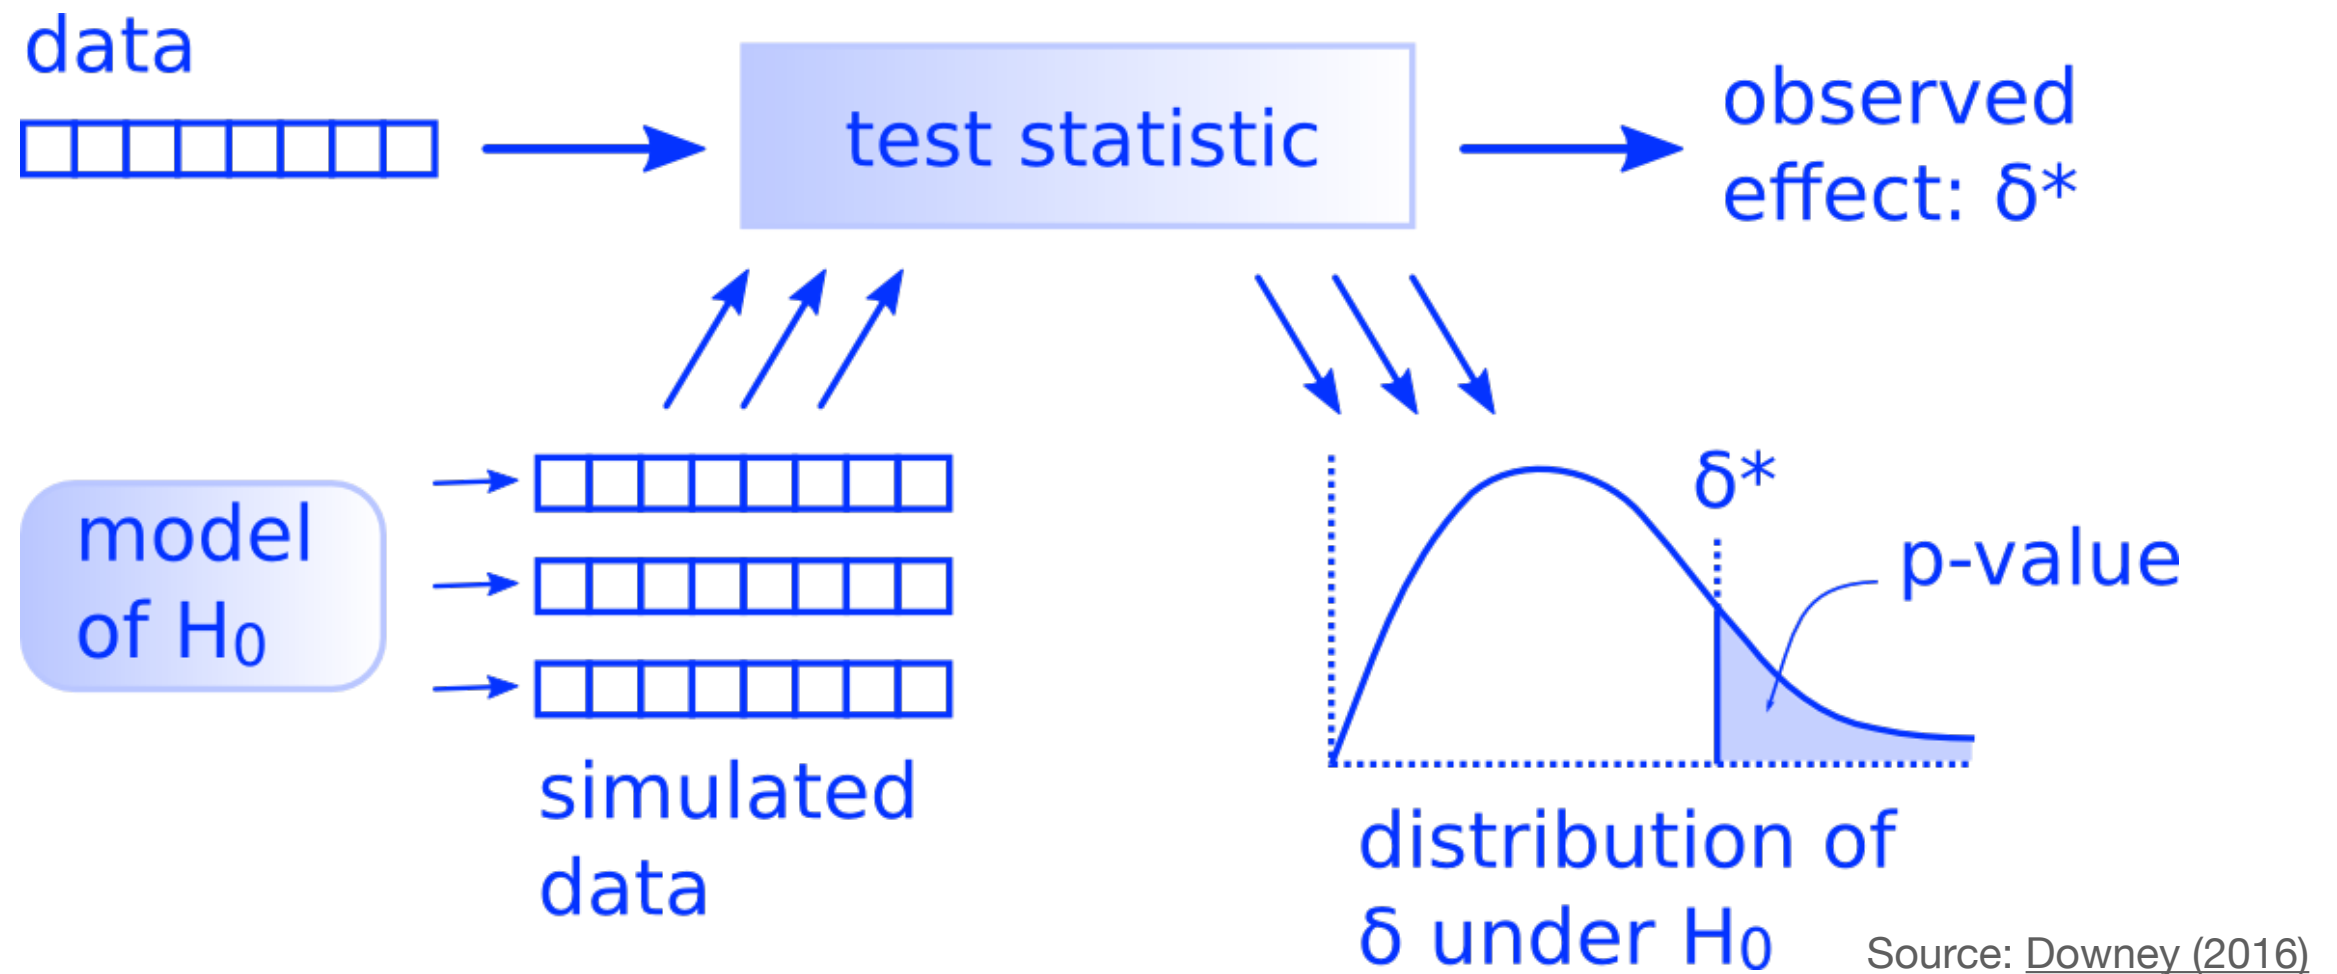 data
test statistic
observed
effect: δ*
model
of H₀
simulated
data
δ*
p-value
distribution of
δ under H₀
Source: Downey (2016)